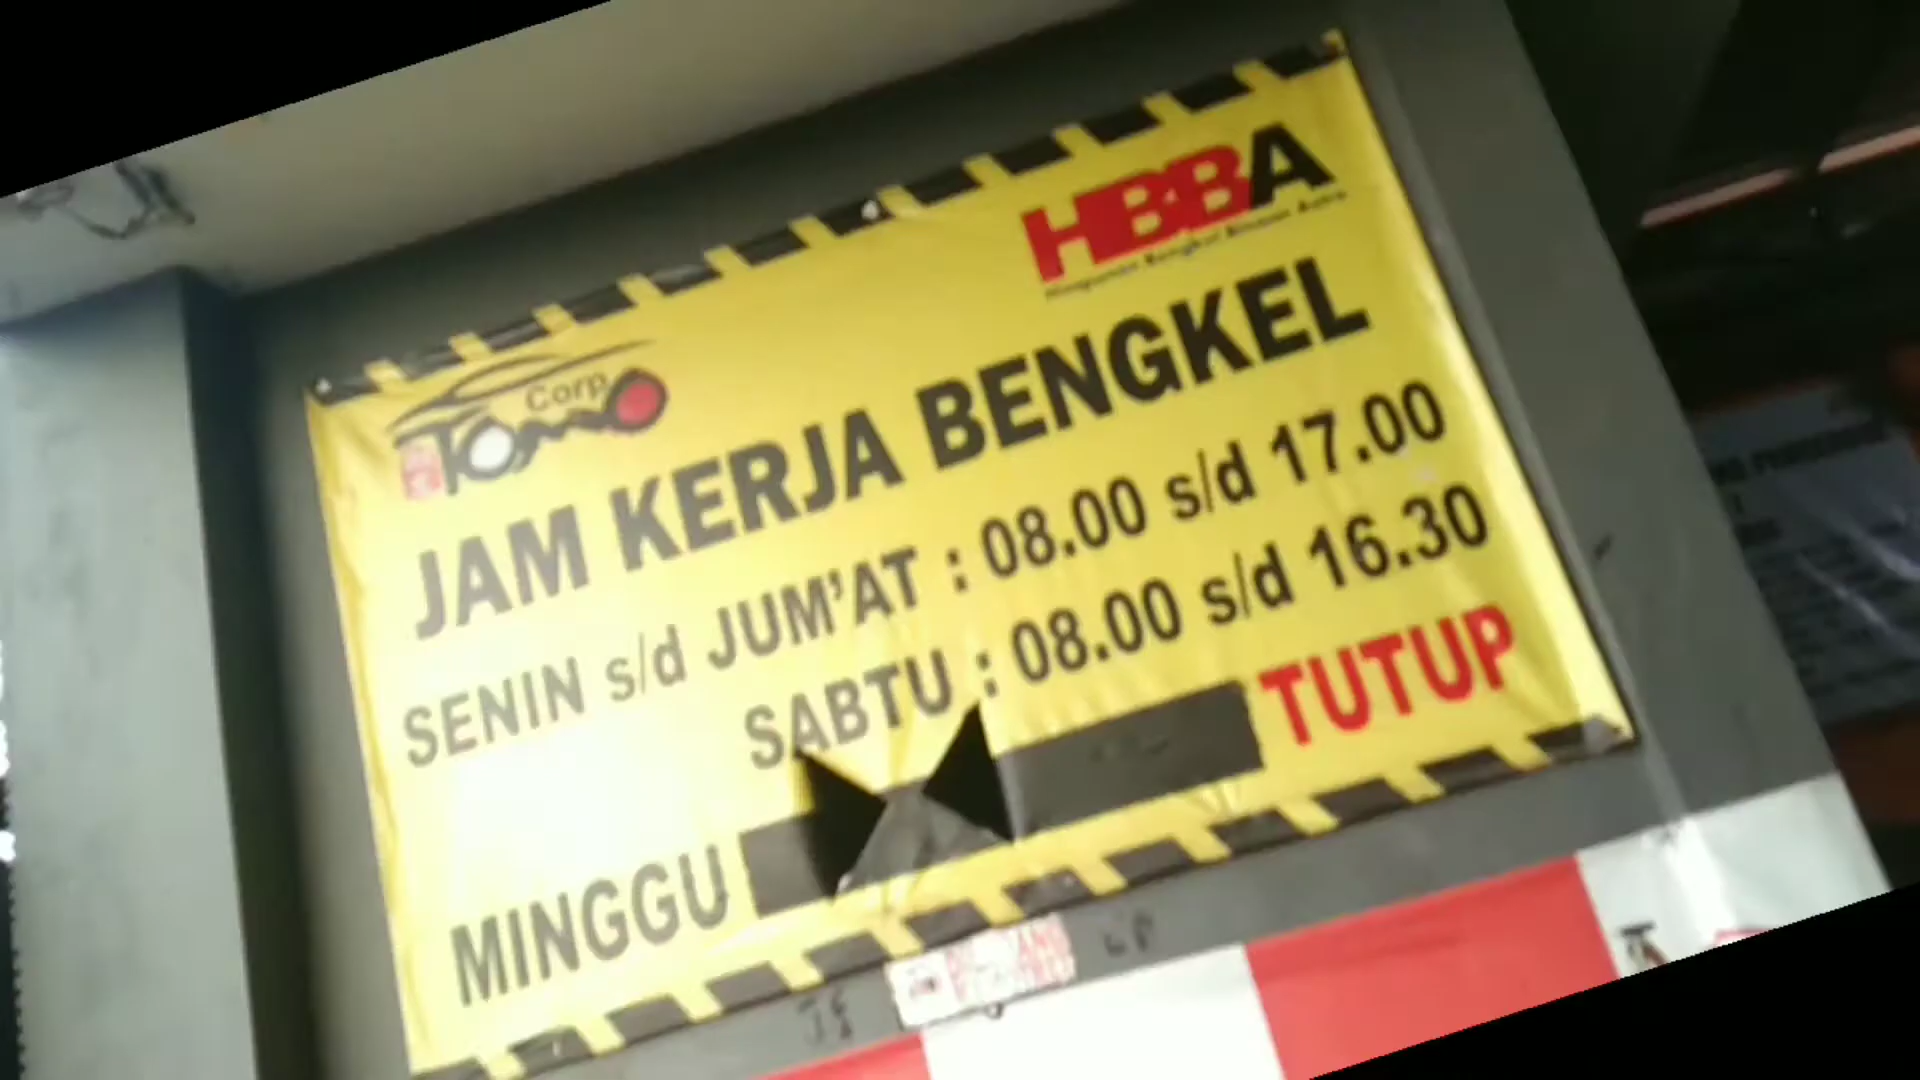 HBBA
Corp
Tomo
JAM KERJA BENGKEL
SENIN s/d JUM'AT : 08.00 s/d 17.00
SABTU : 08.00 s/d 16.30
MINGGU TUTUP